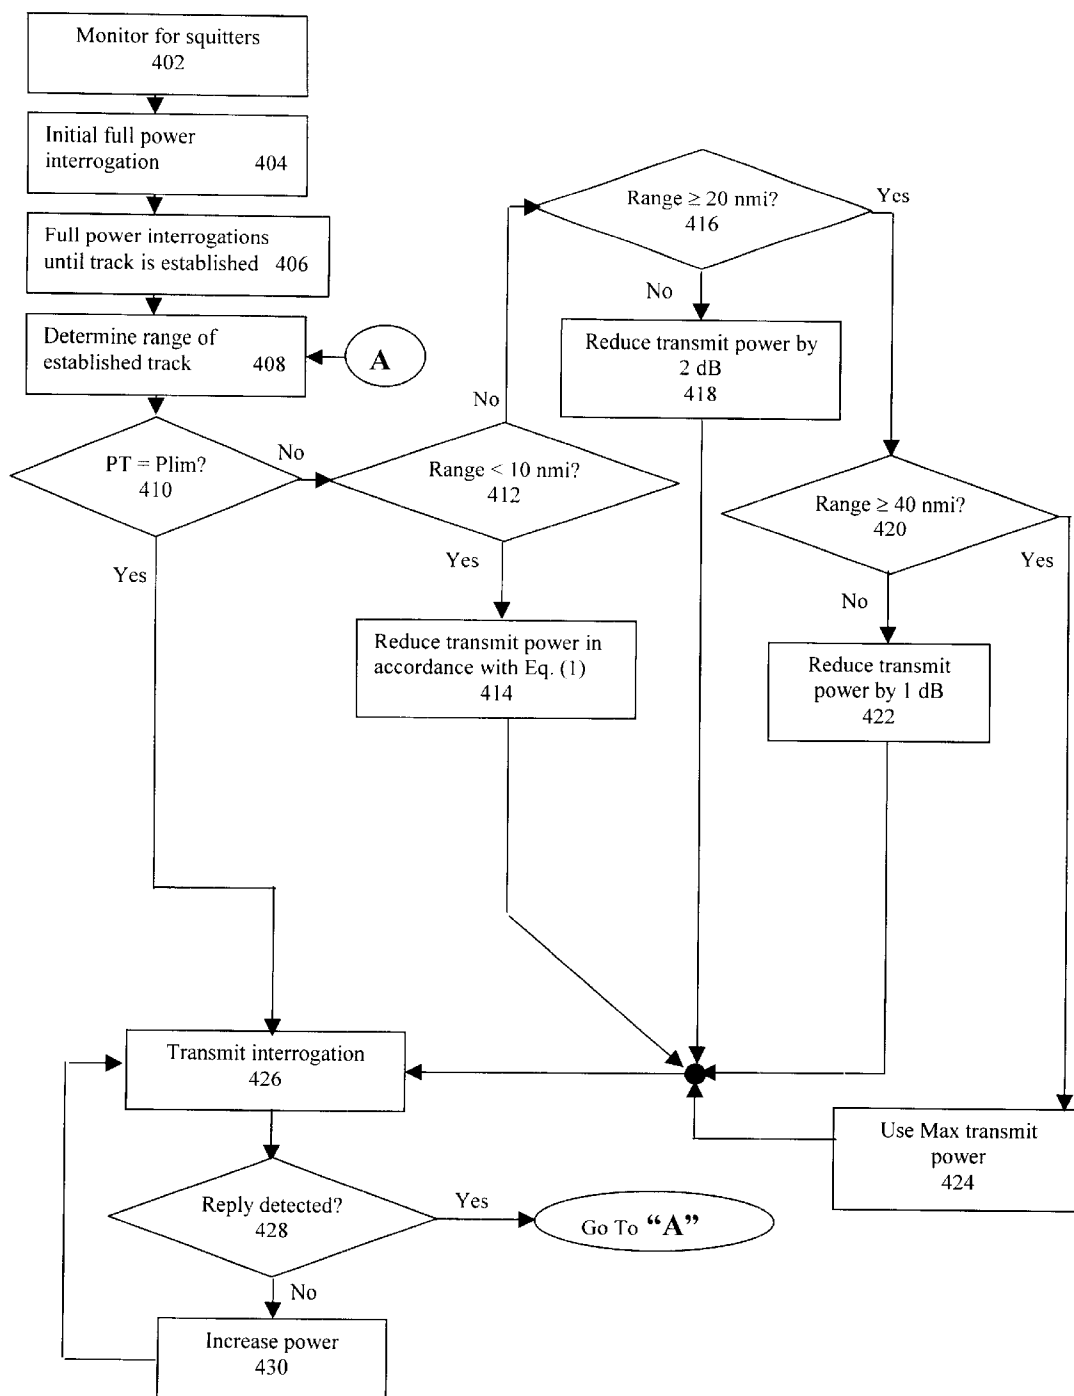 Monitor for squitters
402
Initial full power
interrogation 404
Full power interrogations
until track is established 406
Determine range of
established track 408
A
PT = Plim?
410
No
Yes
Range < 10 nmi?
412
No
Yes
Reduce transmit power in
accordance with Eq. (1)
414
Range ≥ 20 nmi?
416
Yes
No
Reduce transmit power by
2 dB
418
Range ≥ 40 nmi?
420
Yes
No
Reduce transmit
power by 1 dB
422
Use Max transmit
power
424
Transmit interrogation
426
Reply detected?
428
Yes
Go To “A”
No
Increase power
430